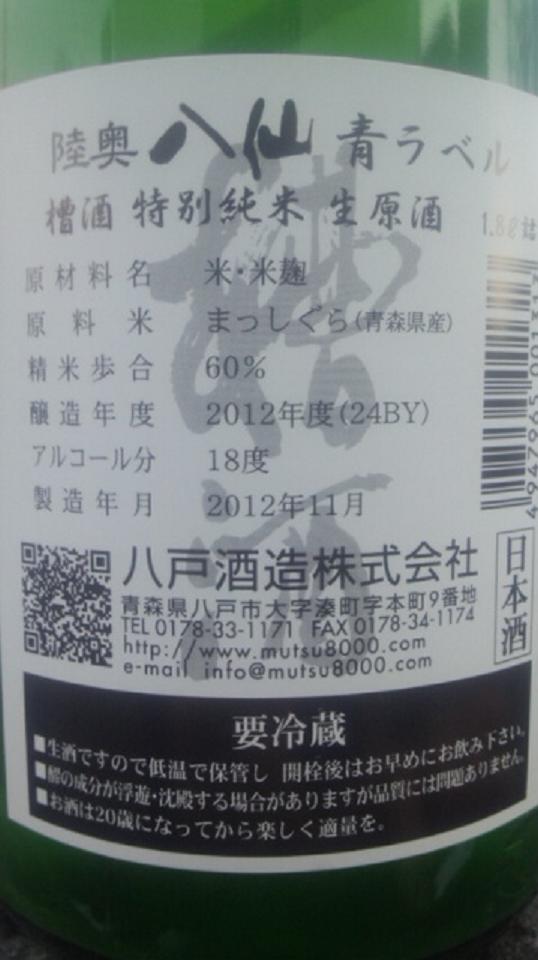 陸奥八仙 青ラベル
槽酒 特別純米 生原酒
1.8ℓ詰
原材料名 米・米麹
原料米 まっしぐら(青森県産)
精米歩合 60%
醸造年度 2012年度(24BY)
アルコール分 18度
製造年月 2012年11月
槽酒
八戸酒造株式会社
青森県八戸市大字湊町字本町9番地
TEL 0178-33-1171 FAX 0178-34-1174
http://www.mutsu8000.com
e-mail info@mutsu8000.com
日本酒
要冷蔵
■生酒ですので低温で保管し 開栓後はお早めにお飲み下さい。
■醪の成分が浮遊・沈殿する場合がありますが品質には問題ありません。
■お酒は20歳になってから楽しく適量を。